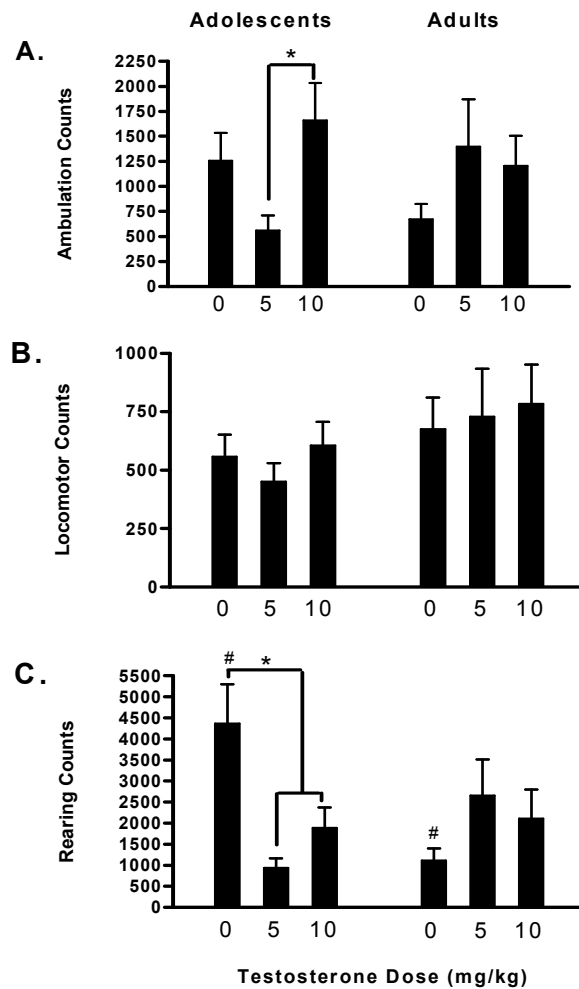 Adolescents Adults
A.
Ambulation Counts
2250
2000
1750
1500
1250
1000
750
500
250
0
*
0 5 10 0 5 10
B.
Locomotor Counts
1000
750
500
250
0
0 5 10 0 5 10
C.
Rearing Counts
5500
5000
4500
4000
3500
3000
2500
2000
1500
1000
500
0
# *
#
0 5 10 0 5 10
Testosterone Dose (mg/kg)